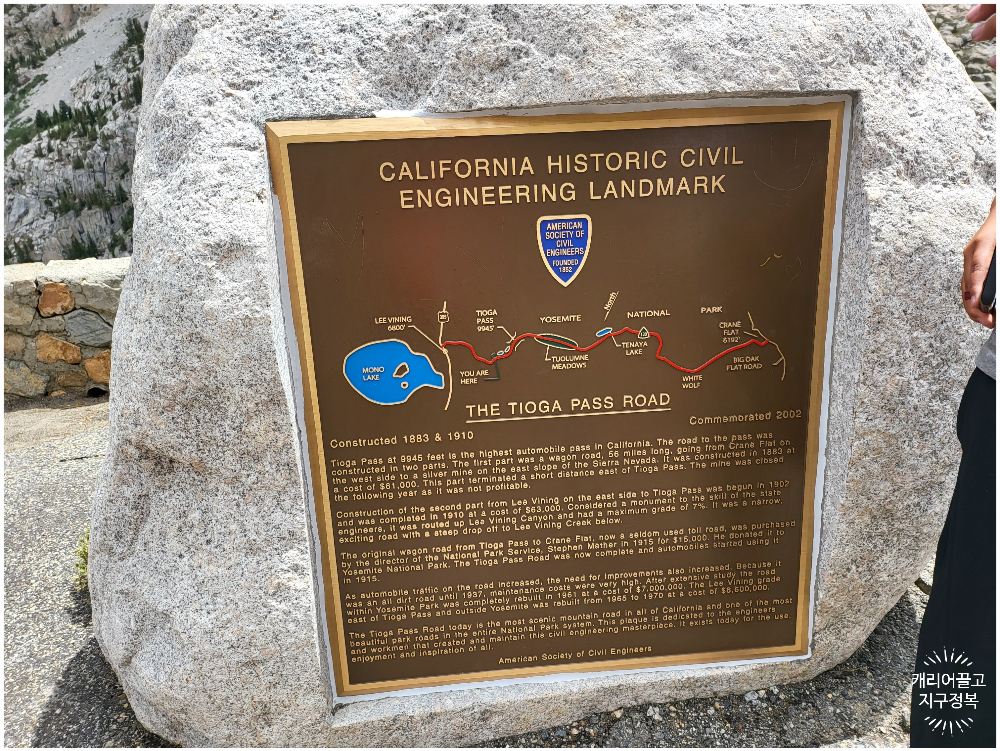 CALIFORNIA HISTORIC CIVIL
ENGINEERING LANDMARK
AMERICAN
SOCIETY OF
CIVIL
ENGINEERS
FOUNDED
1852
LEE VINING
6800'
395
TIOGA
PASS
9945'
YOSEMITE
North
NATIONAL
PARK
CRANE
FLAT
6192'
MONO
LAKE
YOU ARE
HERE
TUOLUMNE
MEADOWS
TENAYA
LAKE
WHITE
WOLF
BIG OAK
FLAT ROAD
THE TIOGA PASS ROAD
Constructed 1883 & 1910
Commemorated 2002
Tioga Pass at 9945 feet is the highest automobile pass in California. The road to the pass was
constructed in two parts. The first part was a wagon road, 56 miles long, going from Crane Flat on
the west side to a silver mine on the east slope of the Sierra Nevada. It was constructed in 1883 at
a cost of $61,000. This part terminated a short distance east of Tioga Pass. The mine was closed
the following year as it was not profitable.
Construction of the second part from Lee Vining on the east side to Tioga Pass was begun in 1902
and was completed in 1910 at a cost of $63,000. Considered a monument to the skill of the state
engineers, it was routed up Lee Vining Canyon and had a maximum grade of 7%. It was a narrow,
exciting road with a steep drop off to Lee Vining Creek below.
The original wagon road from Tioga Pass to Crane Flat, now a seldom used toll road, was purchased
by the director of the National Park Service, Stephen Mather in 1915 for $15,000. He donated it to
Yosemite National Park. The Tioga Pass Road was now complete and automobiles started using it
in 1915.
As automobile traffic on the road increased, the need for improvements also increased. Because it
was an all dirt road until 1937, maintenance costs were very high. After extensive study the road
within Yosemite Park was completely rebuilt in 1961 at a cost of $7,000,000. The Lee Vining grade
east of Tioga Pass and outside Yosemite was rebuilt from 1965 to 1970 at a cost of $8,600,000.
The Tioga Pass Road today is the most scenic mountain road in all of California and one of the most
beautiful park roads in the entire National Park system. This plaque is dedicated to the engineers
and workmen that created and maintain this civil engineering masterpiece. It exists today for the use,
enjoyment and inspiration of all.
American Society of Civil Engineers
캐리어끌고
지구정복